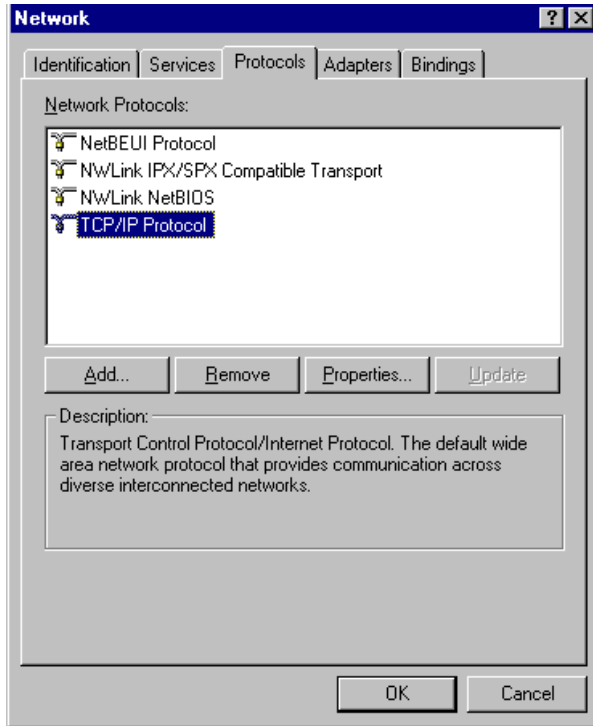 Network
Identification Services Protocols Adapters Bindings
Network Protocols:
NetBEUI Protocol
NWLink IPX/SPX Compatible Transport
NWLink NetBIOS
TCP/IP Protocol
Add... Remove Properties... Update
Description:
Transport Control Protocol/Internet Protocol. The default wide
area network protocol that provides communication across
diverse interconnected networks.
OK Cancel